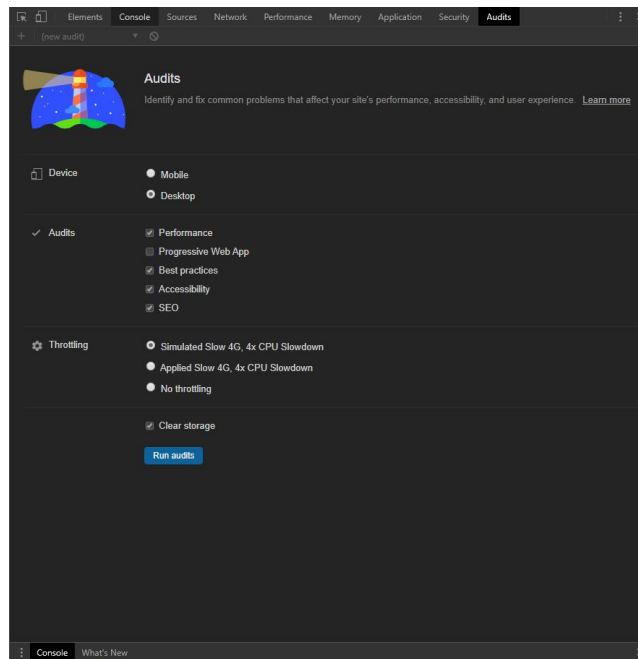 Elements Console Sources Network Performance Memory Application Security Audits
(new audit)
Audits
Identify and fix common problems that affect your site's performance, accessibility, and user experience. Learn more
Device
Mobile
Desktop
Audits
Performance
Progressive Web App
Best practices
Accessibility
SEO
Throttling
Simulated Slow 4G, 4x CPU Slowdown
Applied Slow 4G, 4x CPU Slowdown
No throttling
Clear storage
Run audits
Console What's New